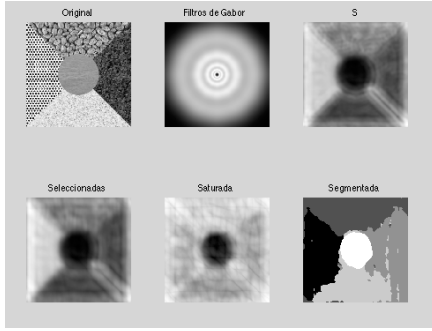 Original
Filtros de Gabor
S
Seleccionadas
Saturada
Segmentada